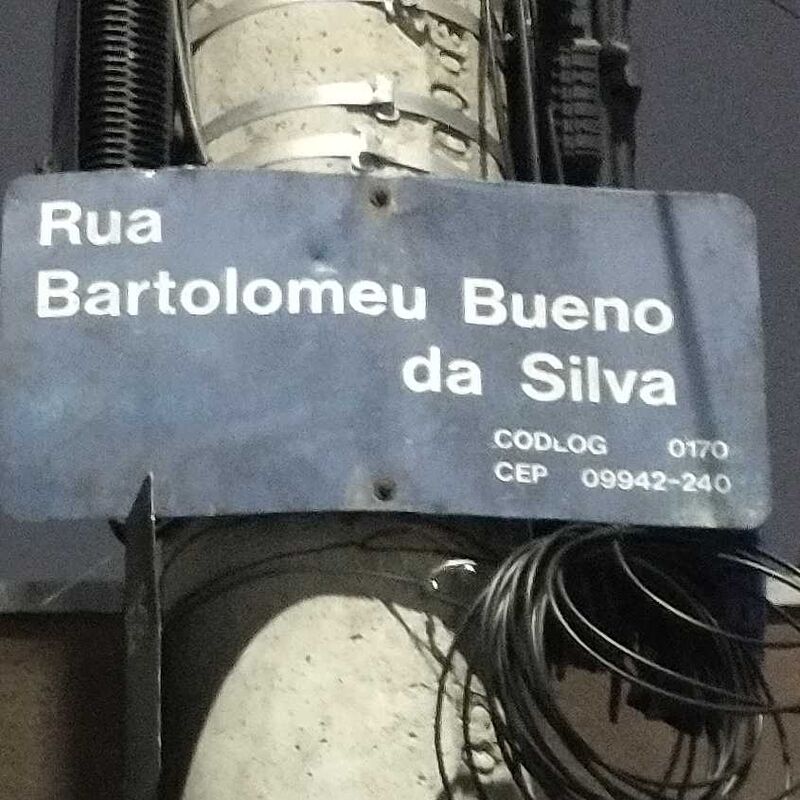 Rua
Bartolomeu Bueno
da Silva
CODLOG 0170
CEP 09942-240